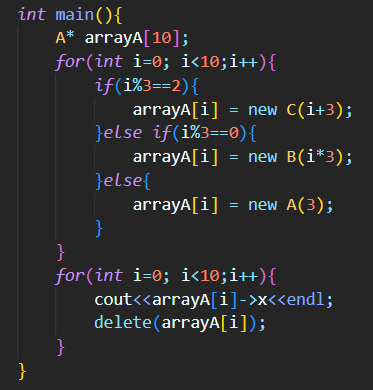 int main(){
    A* arrayA[10];
    for(int i=0; i<10;i++){
        if(i%3==2){
            arrayA[i] = new C(i+3);
        }else if(i%3==0){
            arrayA[i] = new B(i*3);
        }else{
            arrayA[i] = new A(3);
        }
    }
    for(int i=0; i<10;i++){
        cout<<arrayA[i]->x<<endl;
        delete(arrayA[i]);
    }
}